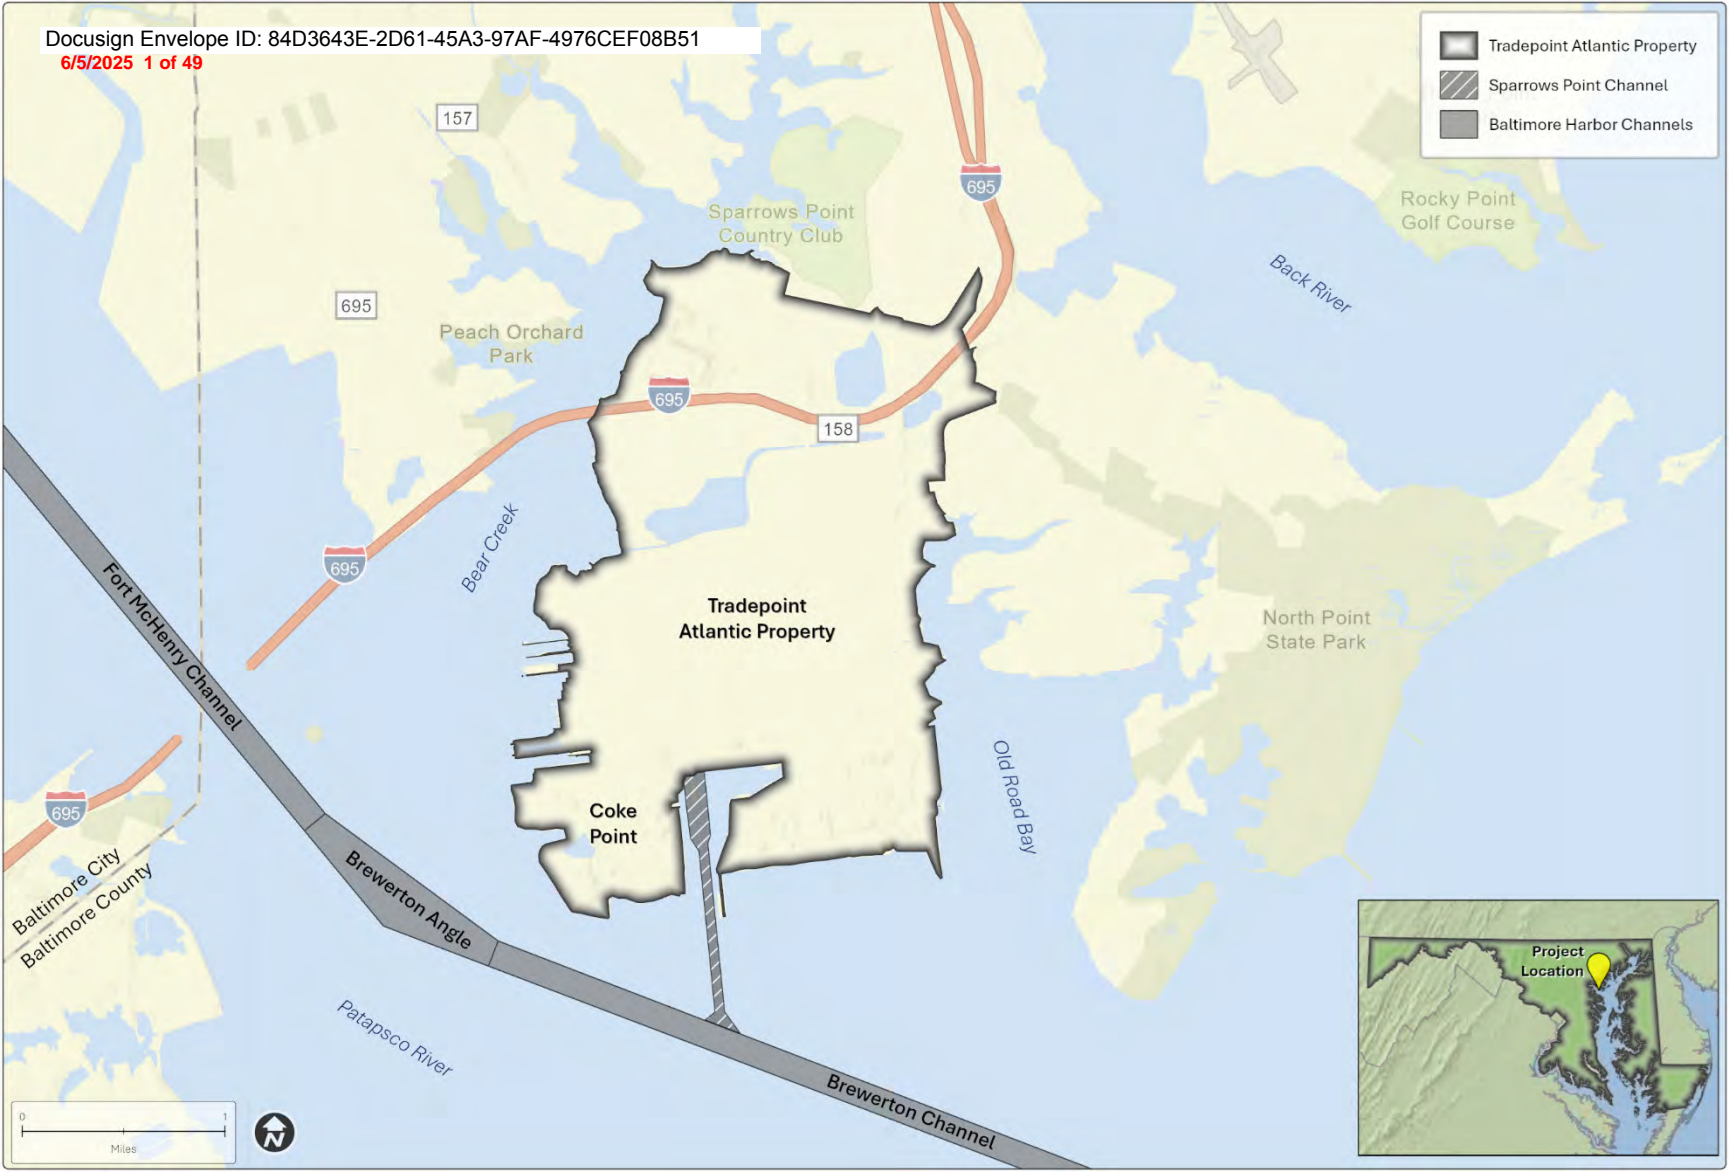 Docusign Envelope ID: 84D3643E-2D61-45A3-97AF-4976CEF08B51
6/5/2025 1 of 49
Tradepoint Atlantic Property
Sparrows Point Channel
Baltimore Harbor Channels
157
695
Sparrows Point
Country Club
Rocky Point
Golf Course
Back River
695
Peach Orchard
Park
695
158
Bear Creek
695
Fort McHenry Channel
Tradepoint
Atlantic Property
North Point
State Park
Old Road Bay
695
Coke
Point
Baltimore City
Baltimore County
Brewerton Angle
Patapsco River
Brewerton Channel
Project
Location
0 1
Miles
N